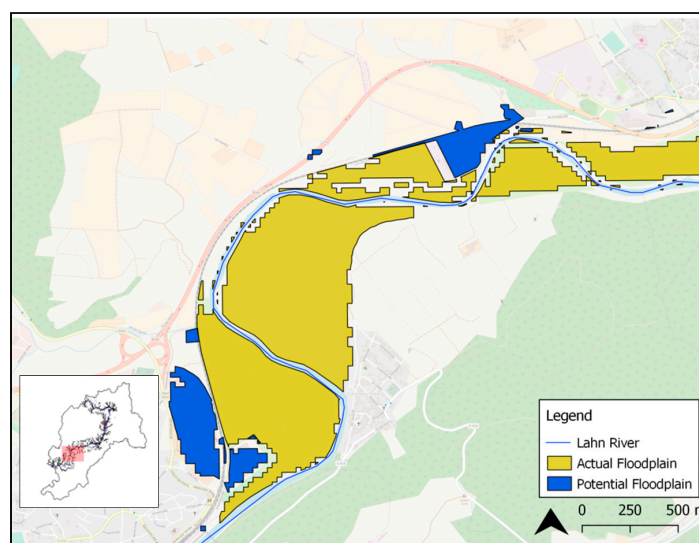 Legend
Lahn River
Actual Floodplain
Potential Floodplain
0 250 500 m